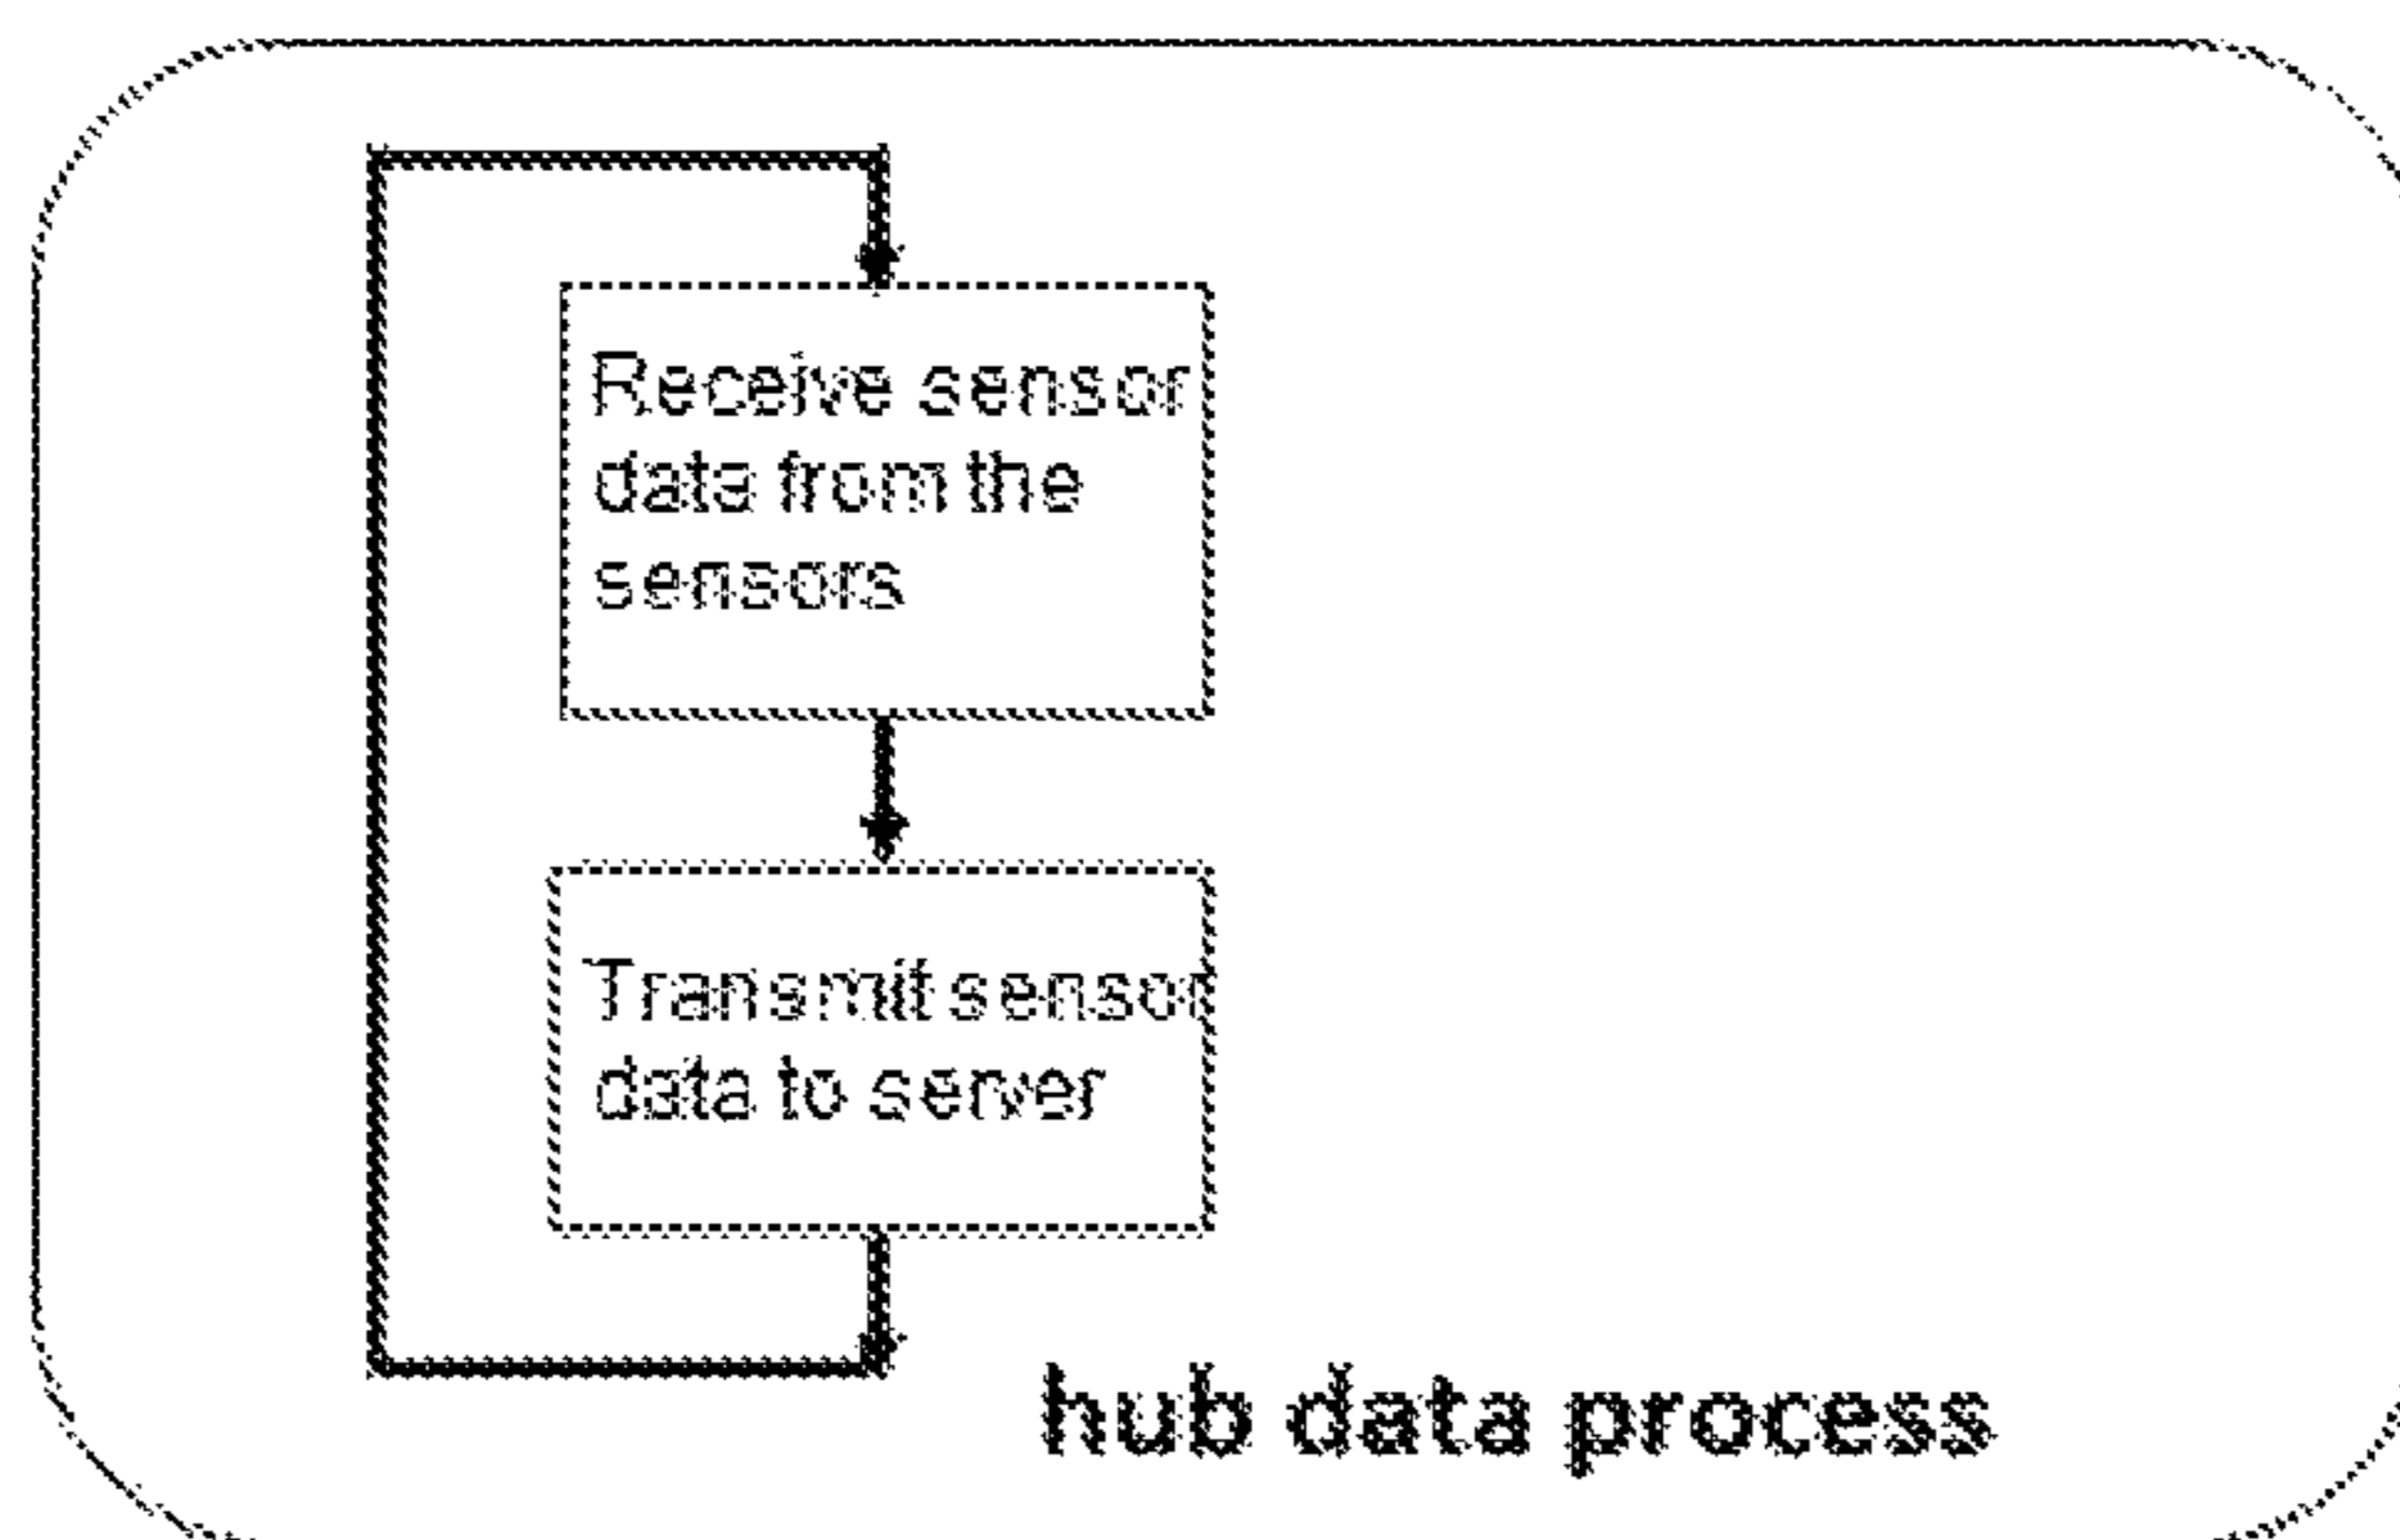 Receive sensor
data from the
sensors
Transmit sensor
data to server
hub data process